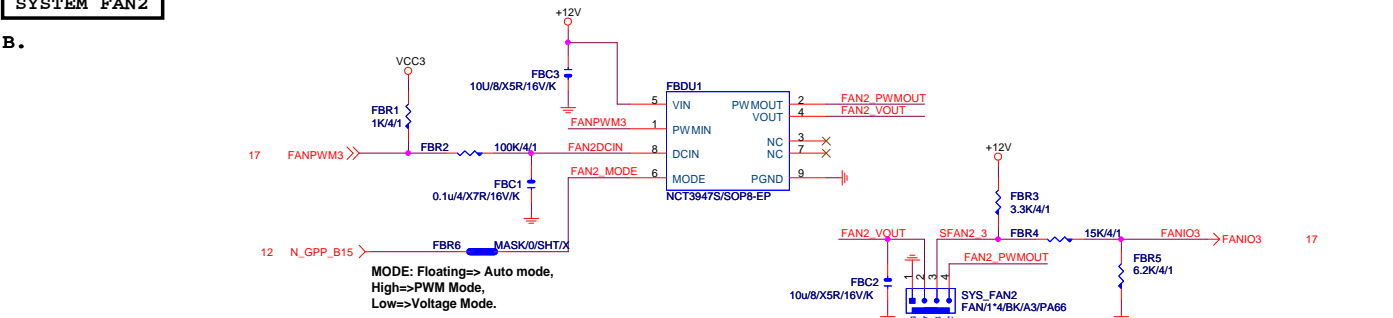 SYSTEM FAN2
B.
+12V
VCC3
FBC3
10U/8/X5R/16V/K
FBDU1
FBR1
1K/4/1
5 VIN PWMOUT 2 FAN2_PWMOUT
VOUT 4 FAN2_VOUT
FANPWM3 1 PWMIN
NC 3
17 FANPWM3 FBR2 100K/4/1 FAN2DCIN 8 DCIN NC 7
+12V
FAN2_MODE 6 MODE PGND 9
FBC1
0.1u/4/X7R/16V/K
NCT3947S/SOP8-EP
FBR3
3.3K/4/1
FAN2_VOUT SFAN2_3 FBR4 15K/4/1 FANIO3 FANIO3 17
12 N_GPP_B15 FBR6 MASK/0/SHT/X
FAN2_PWMOUT
FBR5
6.2K/4/1
MODE: Floating=> Auto mode,
High=>PWM Mode,
Low=>Voltage Mode.
FBC2
10u/8/X5R/16V/K
1 2 3 4
SYS_FAN2
FAN/1*4/BK/A3/PA66